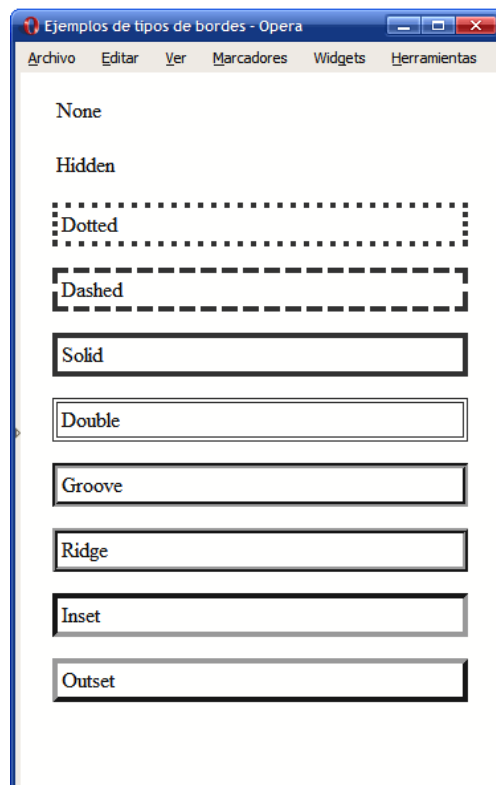 Ejemplos de tipos de bordes - Opera
Archivo Editar Ver Marcadores Widgets Herramientas
None
Hidden
Dotted
Dashed
Solid
Double
Groove
Ridge
Inset
Outset